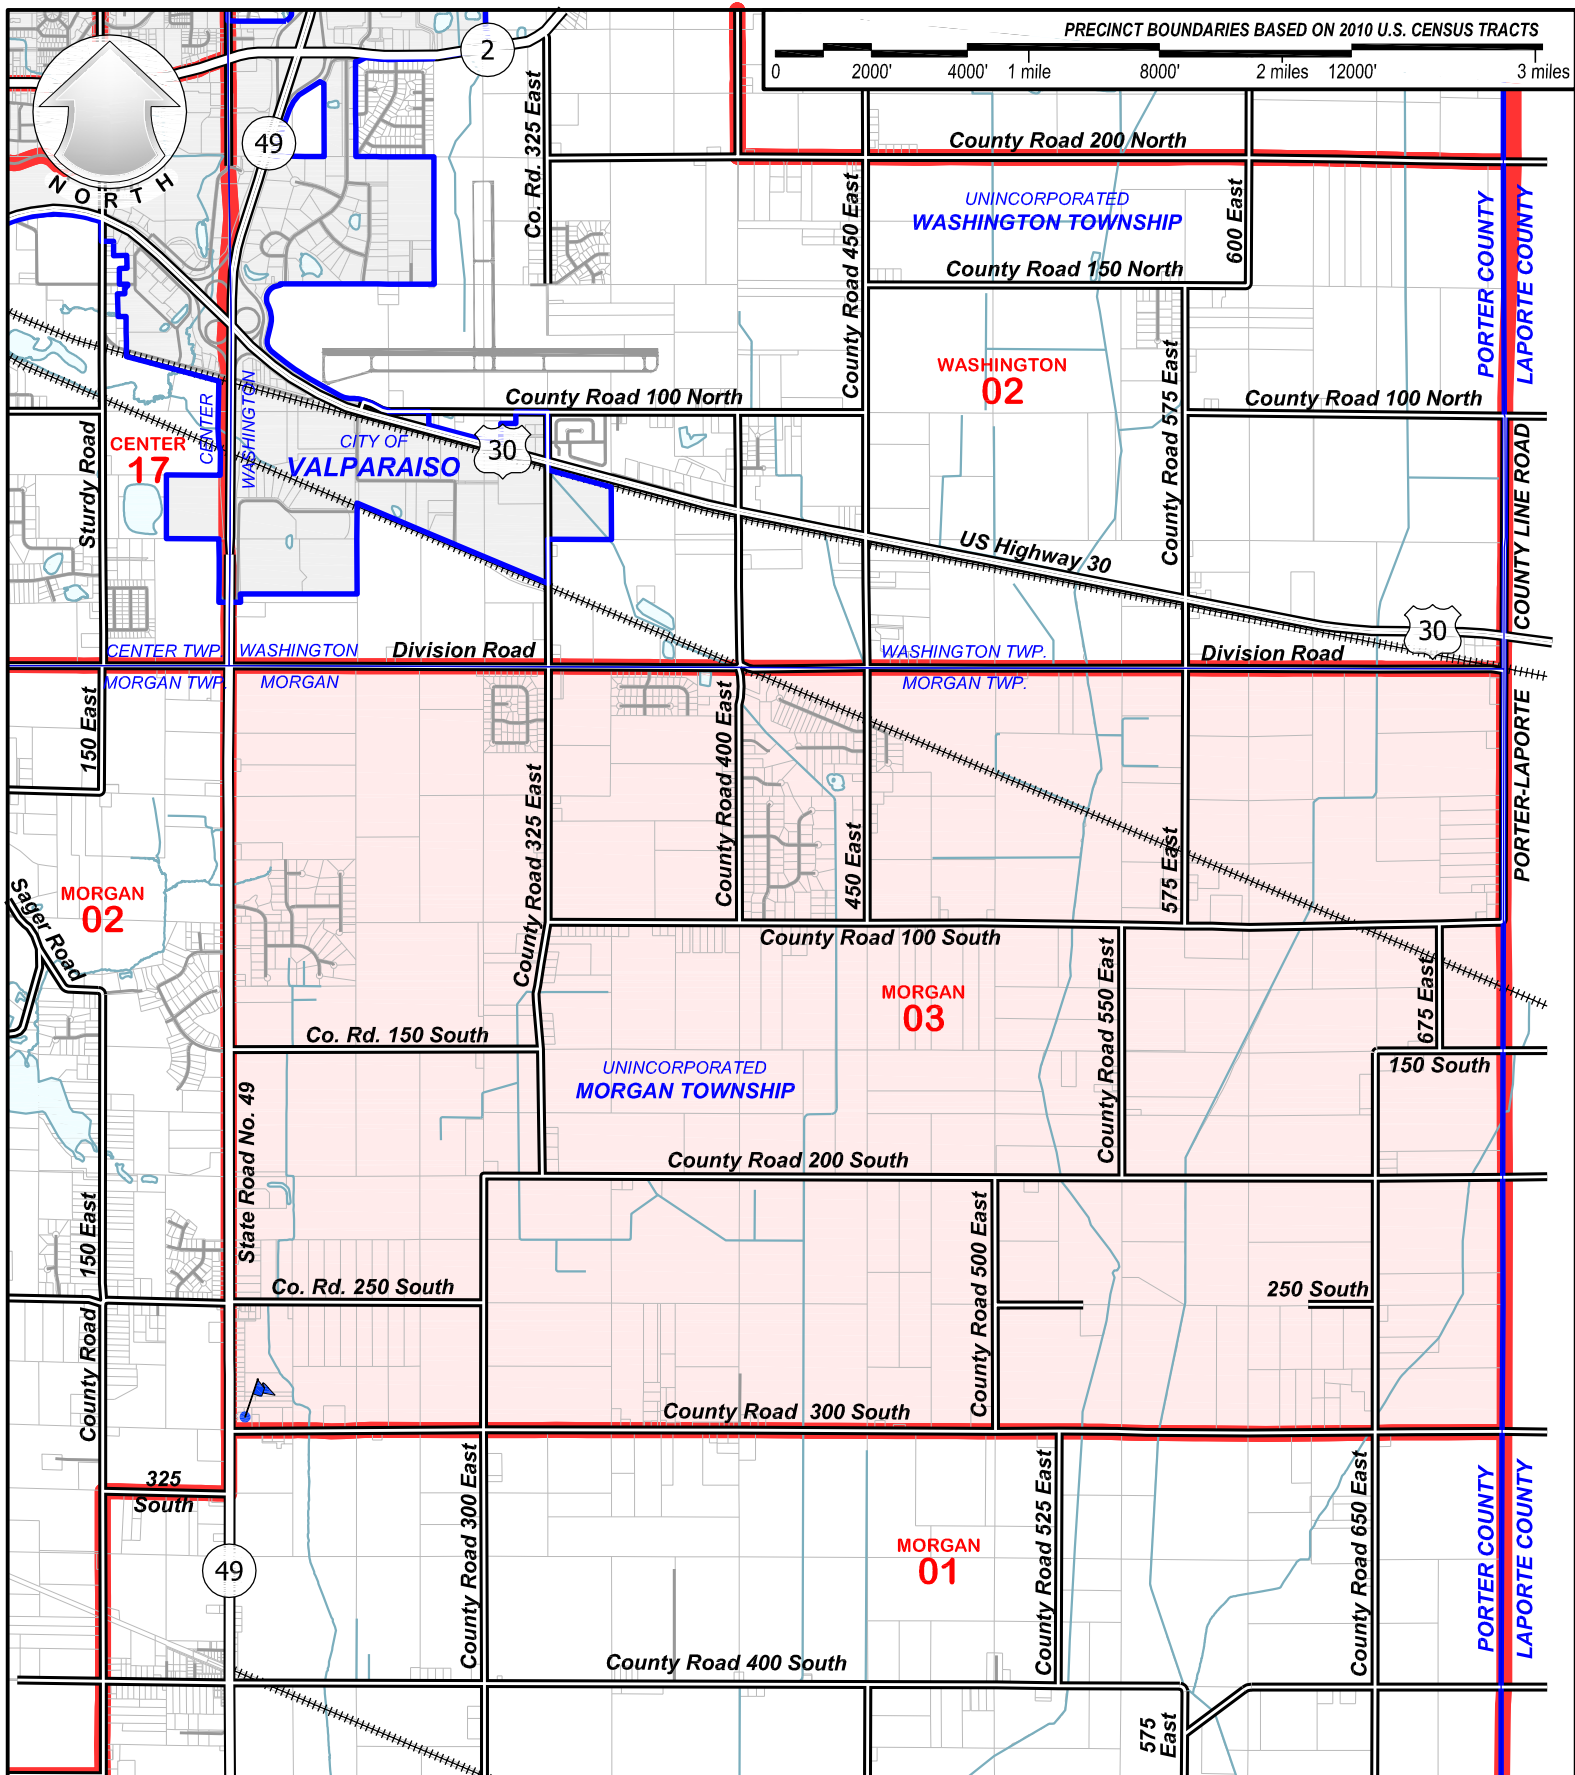 PRECINCT BOUNDARIES BASED ON 2010 U.S. CENSUS TRACTS
0 2000' 4000' 1 mile 8000' 2 miles 12000' 3 miles
NORTH
2
49
Co. Rd. 325 East
County Road 200 North
UNINCORPORATED
WASHINGTON TOWNSHIP
County Road 450 East
600 East
County Road 150 North
PORTER COUNTY
LAPORTE COUNTY
WASHINGTON
02
County Road 575 East
County Road 100 North
County Road 100 North
CENTER
WASHINGTON
CITY OF
VALPARAISO
30
CENTER
17
Sturdy Road
COUNTY LINE ROAD
US Highway 30
30
CENTER TWP.
WASHINGTON
Division Road
WASHINGTON TWP.
Division Road
MORGAN TWP.
MORGAN
MORGAN TWP.
150 East
County Road 400 East
PORTER-LAPORTE
County Road 325 East
450 East
575 East
MORGAN
02
Sager Road
County Road 100 South
County Road 550 East
675 East
MORGAN
03
Co. Rd. 150 South
150 South
UNINCORPORATED
MORGAN TOWNSHIP
State Road No. 49
County Road 200 South
150 East
County Road 500 East
Co. Rd. 250 South
250 South
County Road
County Road 300 South
325
South
County Road 300 East
County Road 525 East
County Road 650 East
PORTER COUNTY
LAPORTE COUNTY
MORGAN
01
49
County Road 400 South
575
East